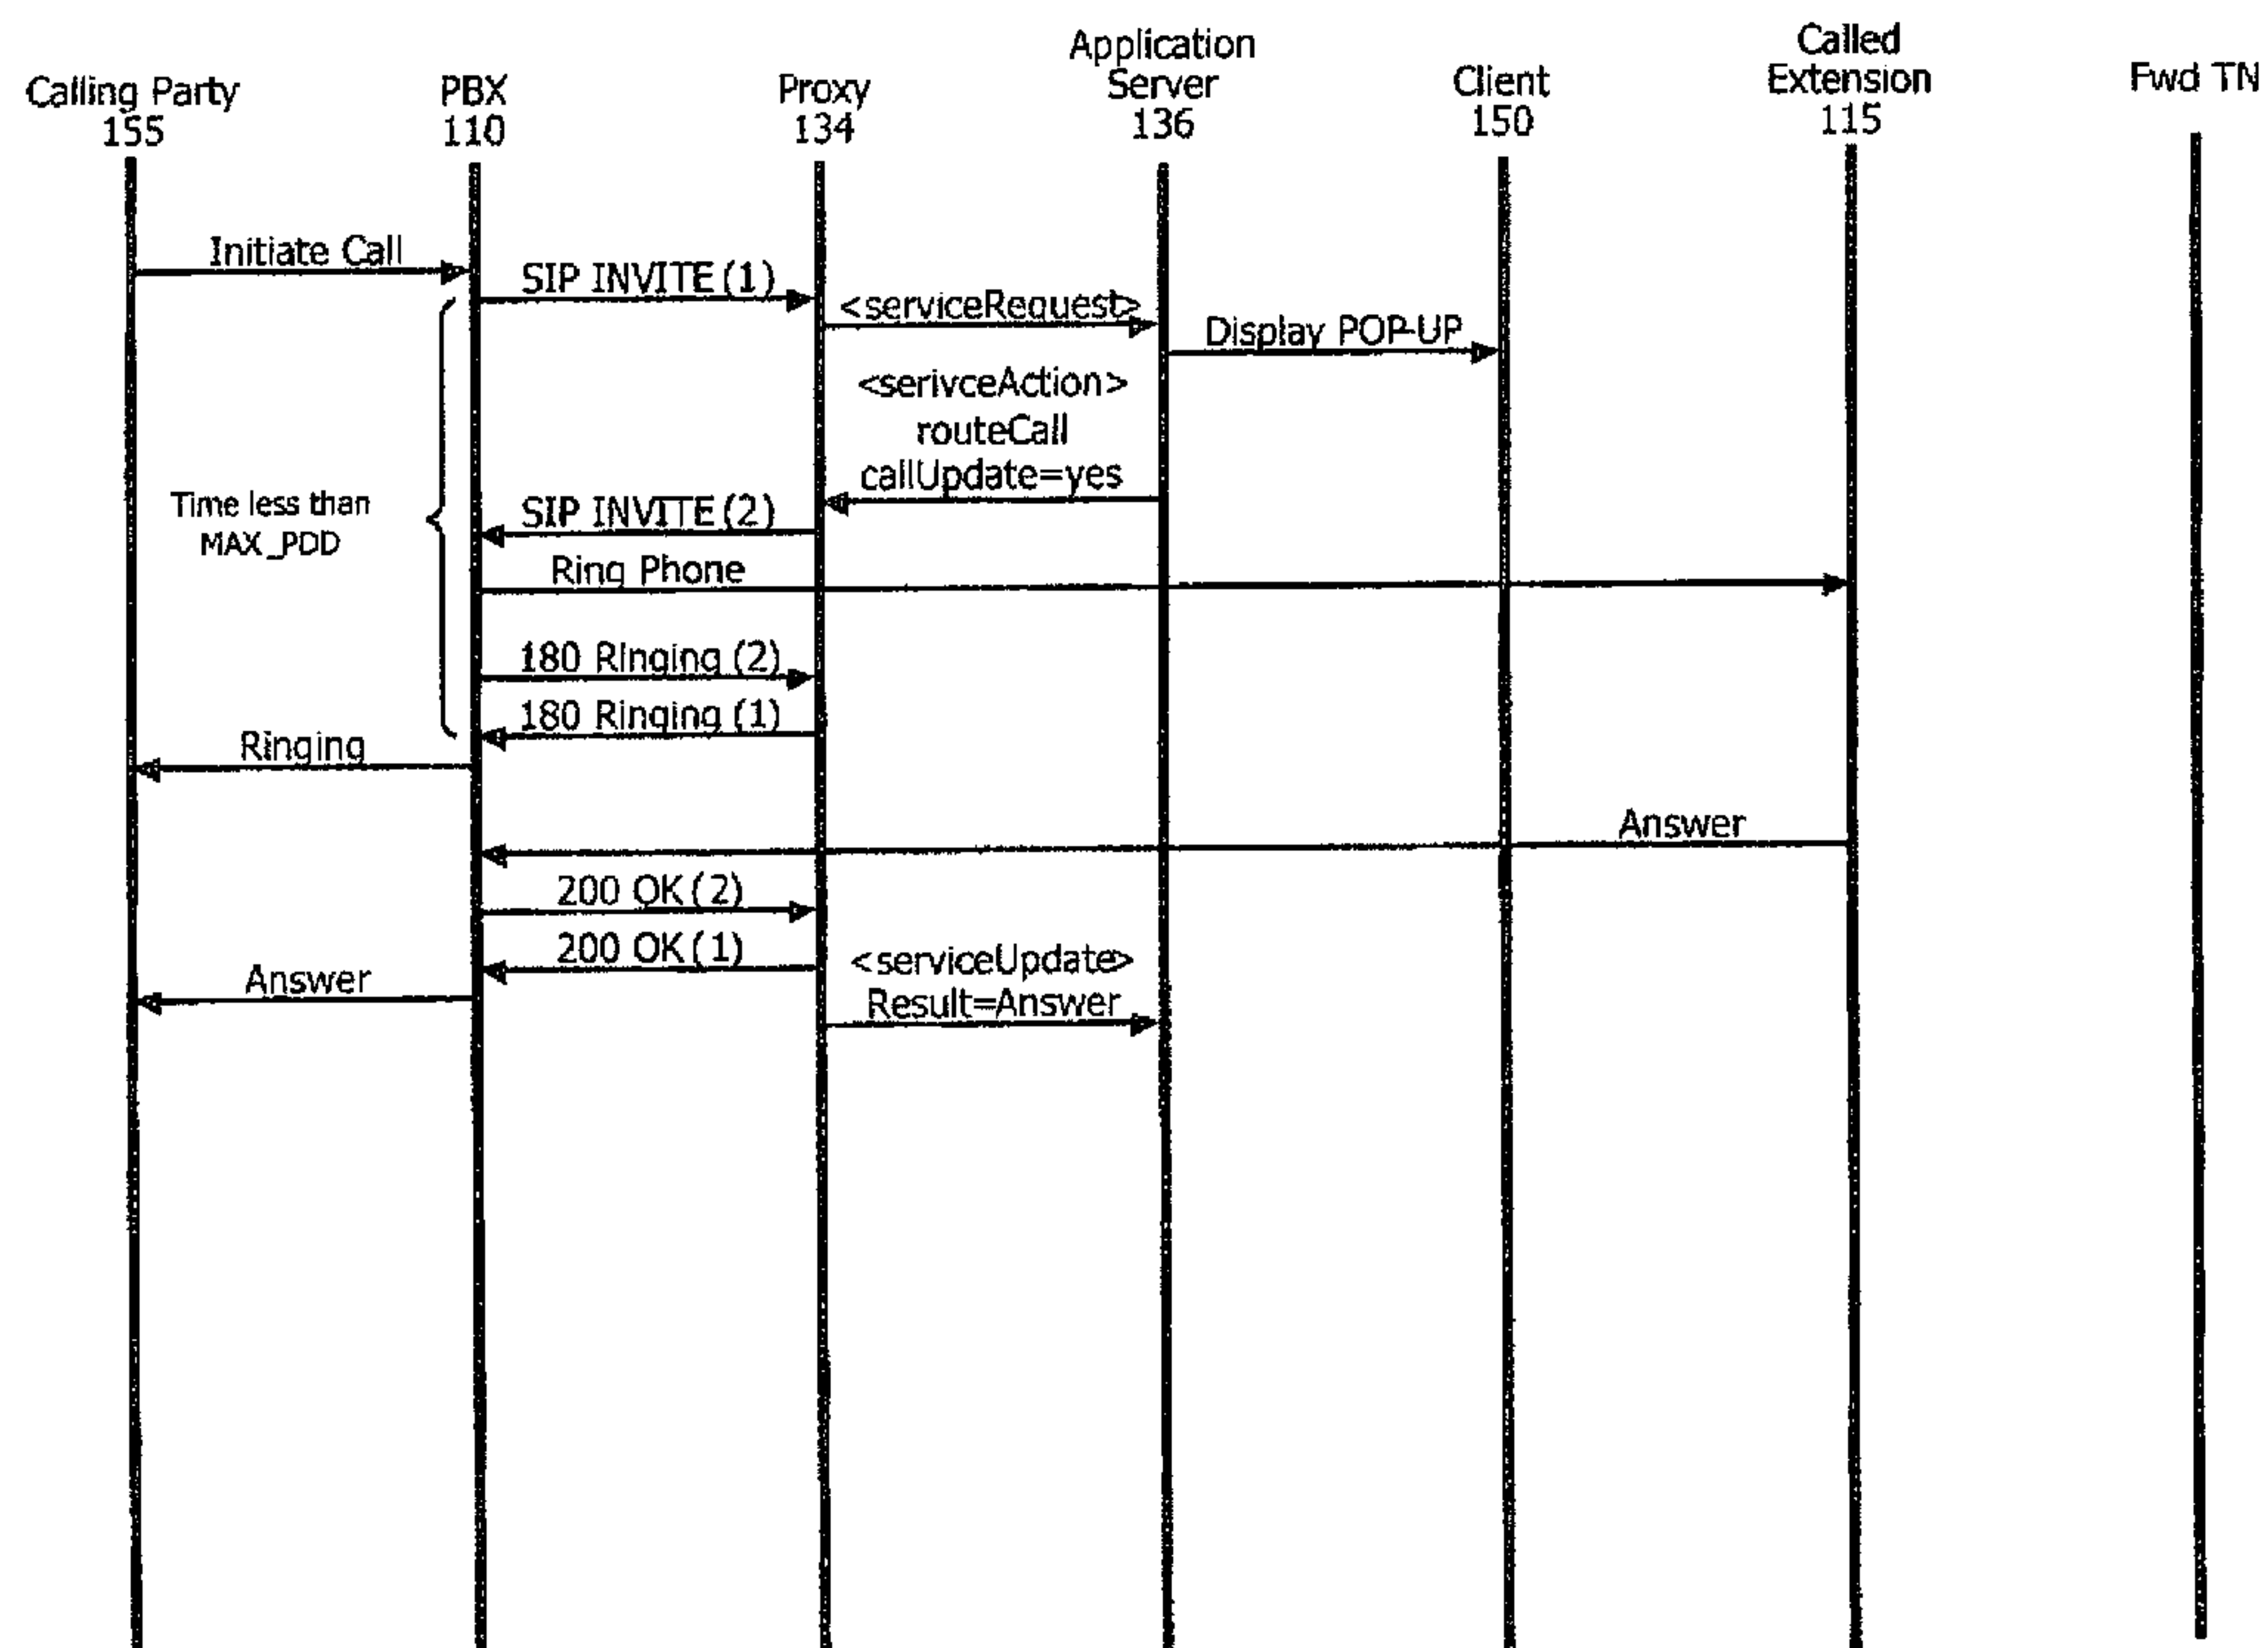 Calling Party
155
PBX
110
Proxy
134
Application
Server
136
Client
150
Called
Extension
115
Fwd TN
Initiate Call
SIP INVITE (1)
<serviceRequest>
Display POP-UP
<serivceAction>
routeCall
callUpdate=yes
Time less than
MAX_PDD
SIP INVITE (2)
Ring Phone
180 Ringing (2)
180 Ringing (1)
Ringing
Answer
200 OK (2)
200 OK (1)
<serviceUpdate>
Answer
Result=Answer